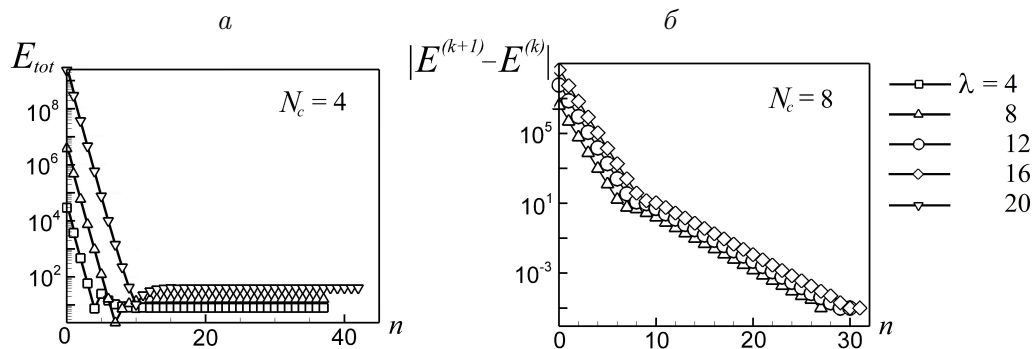 а
E_tot
N_c = 4
10^8
10^6
10^4
10^2
0
20
40
n
б
|E^(k+1)–E^(k)|
N_c = 8
10^5
10^1
10^-3
0
10
20
30
n
λ = 4
8
12
16
20